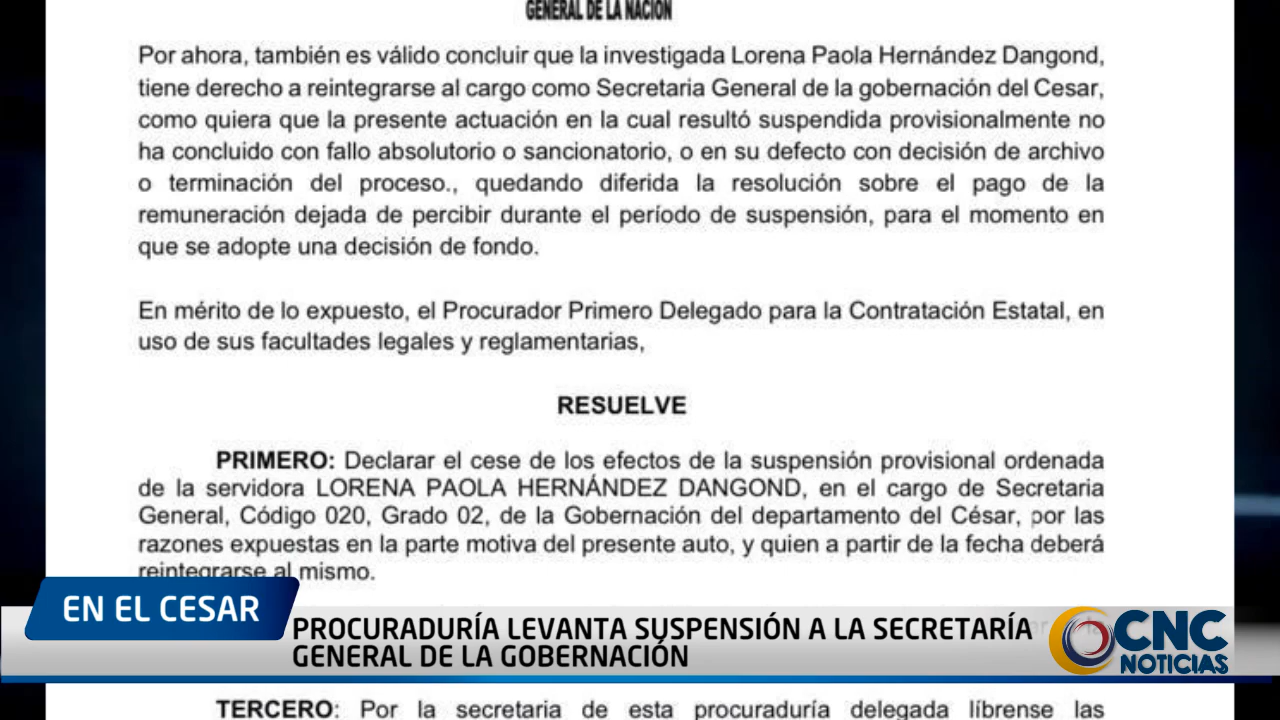 GENERAL DE LA NACIÓN
Por ahora, también es válido concluir que la investigada Lorena Paola Hernández Dangond,
tiene derecho a reintegrarse al cargo como Secretaria General de la gobernación del Cesar,
como quiera que la presente actuación en la cual resultó suspendida provisionalmente no
ha concluido con fallo absolutorio o sancionatorio, o en su defecto con decisión de archivo
o terminación del proceso., quedando diferida la resolución sobre el pago de la
remuneración dejada de percibir durante el período de suspensión, para el momento en
que se adopte una decisión de fondo.
En mérito de lo expuesto, el Procurador Primero Delegado para la Contratación Estatal, en
uso de sus facultades legales y reglamentarias,
RESUELVE
PRIMERO: Declarar el cese de los efectos de la suspensión provisional ordenada
de la servidora LORENA PAOLA HERNÁNDEZ DANGOND, en el cargo de Secretaria
General, Código 020, Grado 02, de la Gobernación del departamento del César, por las
razones expuestas en la parte motiva del presente auto, y quien a partir de la fecha deberá
reintegrarse al mismo.
EN EL CESAR
PROCURADURÍA LEVANTA SUSPENSIÓN A LA SECRETARÍA
GENERAL DE LA GOBERNACIÓN
CNC
NOTICIAS
TERCERO: Por la secretaria de esta procuraduría delegada líbrense las